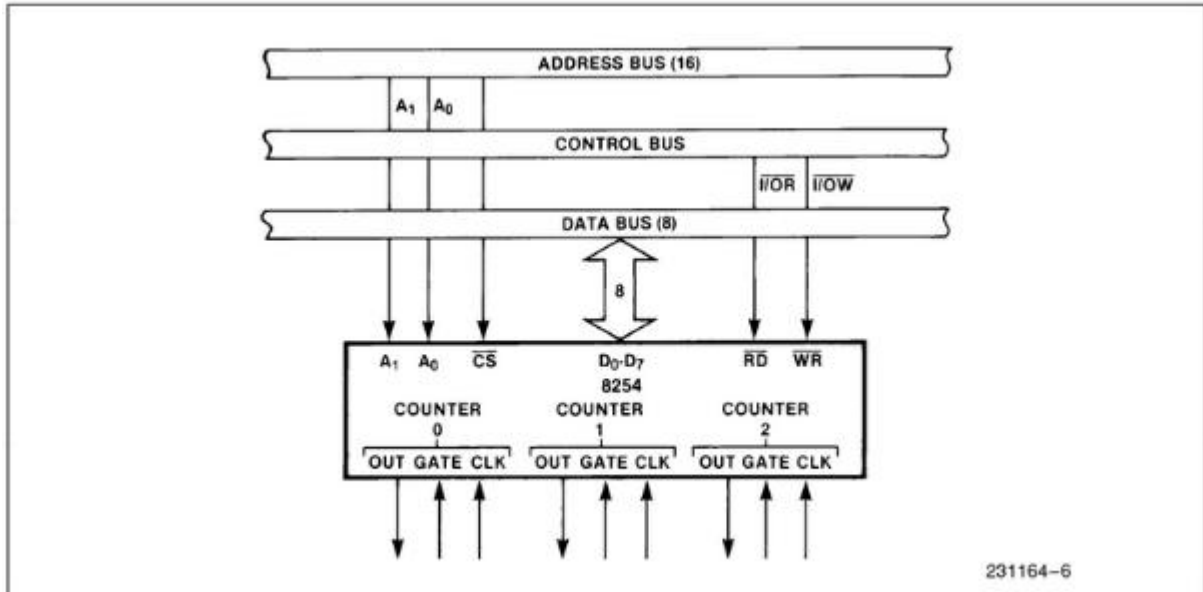 ADDRESS BUS (16)
A1 A0
CONTROL BUS
I/OR I/OW
DATA BUS (8)
8
A1 A0 CS D0-D7 RD WR
8254
COUNTER COUNTER COUNTER
0 1 2
OUT GATE CLK OUT GATE CLK OUT GATE CLK
231164-6